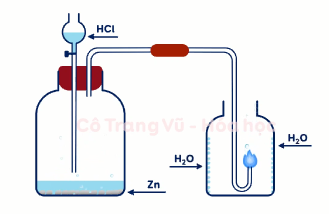 HCl
Cô Trang Vũ - Hóa học
H₂O
H₂O
Zn